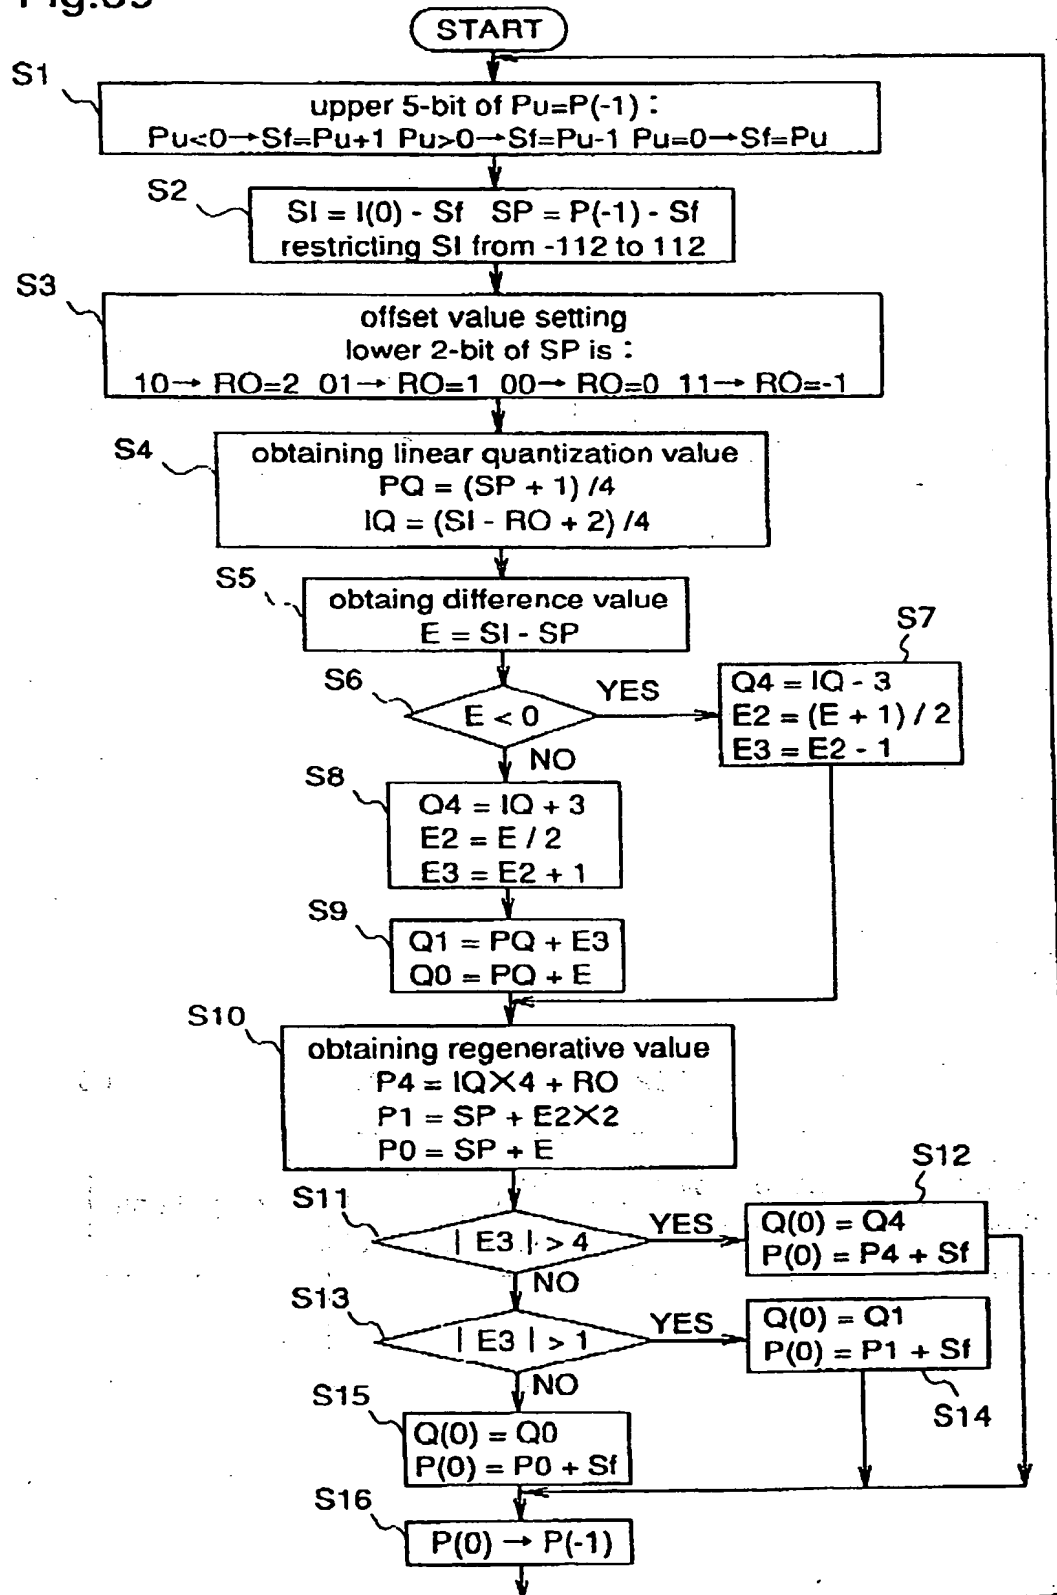 START
S1
upper 5-bit of Pu=P(-1) :
Pu<0→Sf=Pu+1 Pu>0→Sf=Pu-1 Pu=0→Sf=Pu
S2
SI = I(0) - Sf SP = P(-1) - Sf
restricting SI from -112 to 112
S3
offset value setting
lower 2-bit of SP is :
10→ RO=2 01→ RO=1 00→ RO=0 11→ RO=-1
S4
obtaining linear quantization value
PQ = (SP + 1) /4
IQ = (SI - RO + 2) /4
S5
obtaing difference value
E = SI - SP
S6
E < 0
YES
NO
S7
Q4 = IQ - 3
E2 = (E + 1) / 2
E3 = E2 - 1
S8
Q4 = IQ + 3
E2 = E / 2
E3 = E2 + 1
S9
Q1 = PQ + E3
Q0 = PQ + E
S10
obtaining regenerative value
P4 = IQ×4 + RO
P1 = SP + E2×2
P0 = SP + E
S11
| E3 | > 4
YES
NO
S12
Q(0) = Q4
P(0) = P4 + Sf
S13
| E3 | > 1
YES
NO
Q(0) = Q1
P(0) = P1 + Sf
S14
S15
Q(0) = Q0
P(0) = P0 + Sf
S16
P(0) → P(-1)